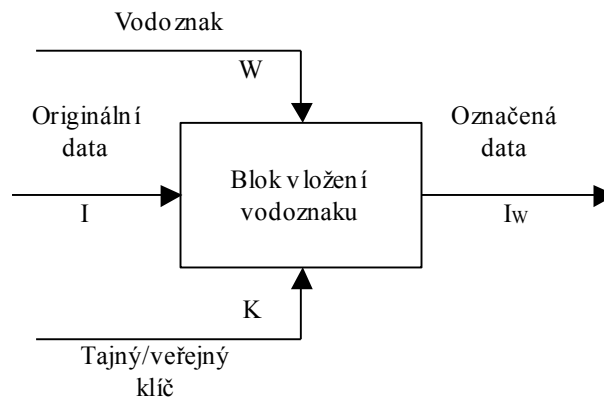 Vodoznak
W
Originální
data
I
Blok vložení
vodoznaku
Označená
data
Iw
K
Tajný/veřejný
klíč